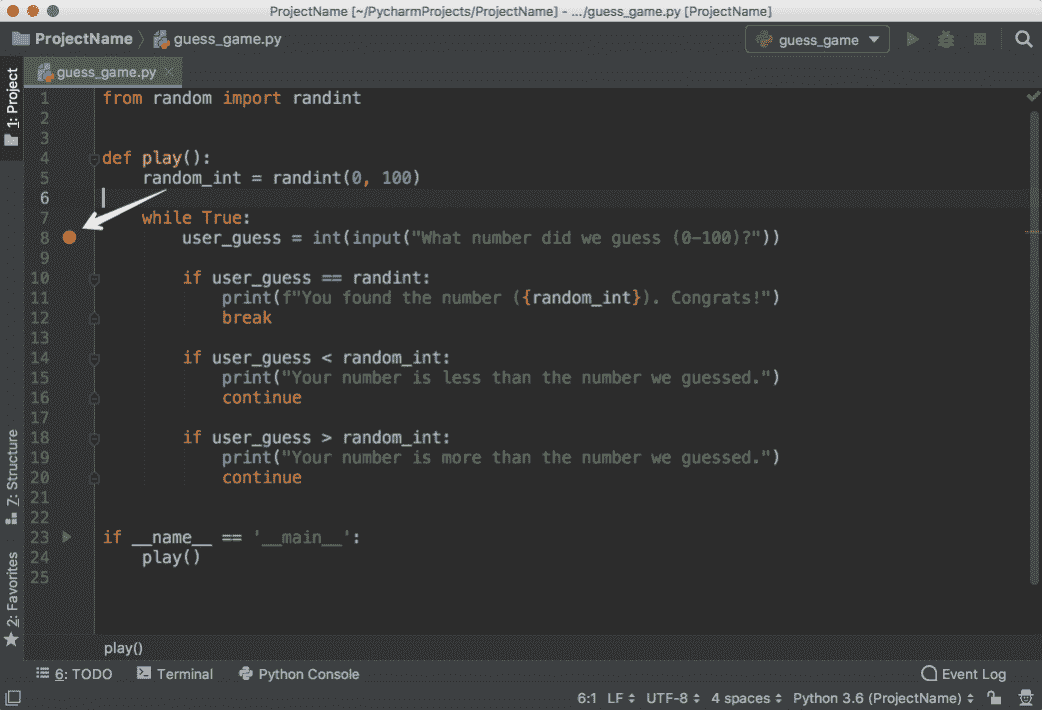 ProjectName [~/PycharmProjects/ProjectName] - .../guess_game.py [ProjectName]
ProjectName guess_game.py guess_game
1: Project
guess_game.py
1 from random import randint
2
3
4 def play():
5     random_int = randint(0, 100)
6
7     while True:
8         user_guess = int(input("What number did we guess (0-100)?"))
9
10         if user_guess == randint:
11             print(f"You found the number ({random_int}). Congrats!")
12             break
13
14         if user_guess < random_int:
15             print("Your number is less than the number we guessed.")
16             continue
17
18         if user_guess > random_int:
19             print("Your number is more than the number we guessed.")
20             continue
21
22
23 if __name__ == '__main__':
24     play()
25
Z: Structure
2: Favorites
play()
6: TODO Terminal Python Console Event Log
6:1 LF UTF-8 4 spaces Python 3.6 (ProjectName)